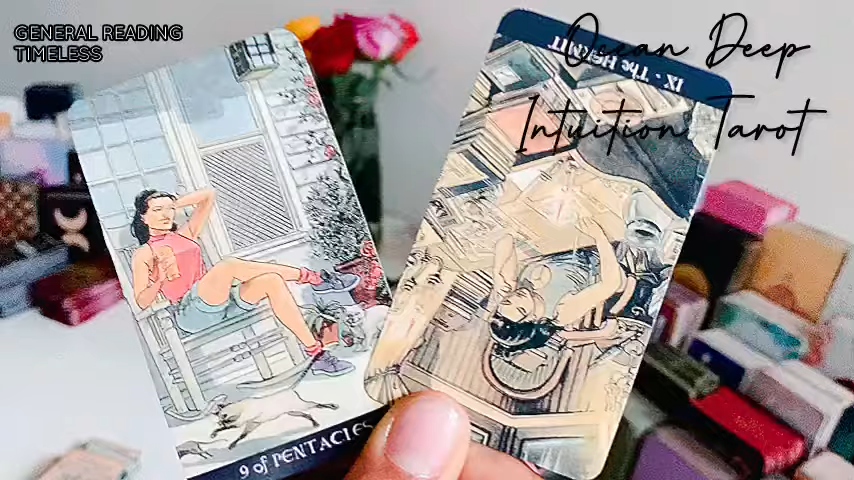 GENERAL READING
TIMELESS
Ocean Deep
Intuition Tarot
IX · The HERMIT
9 of PENTACLES